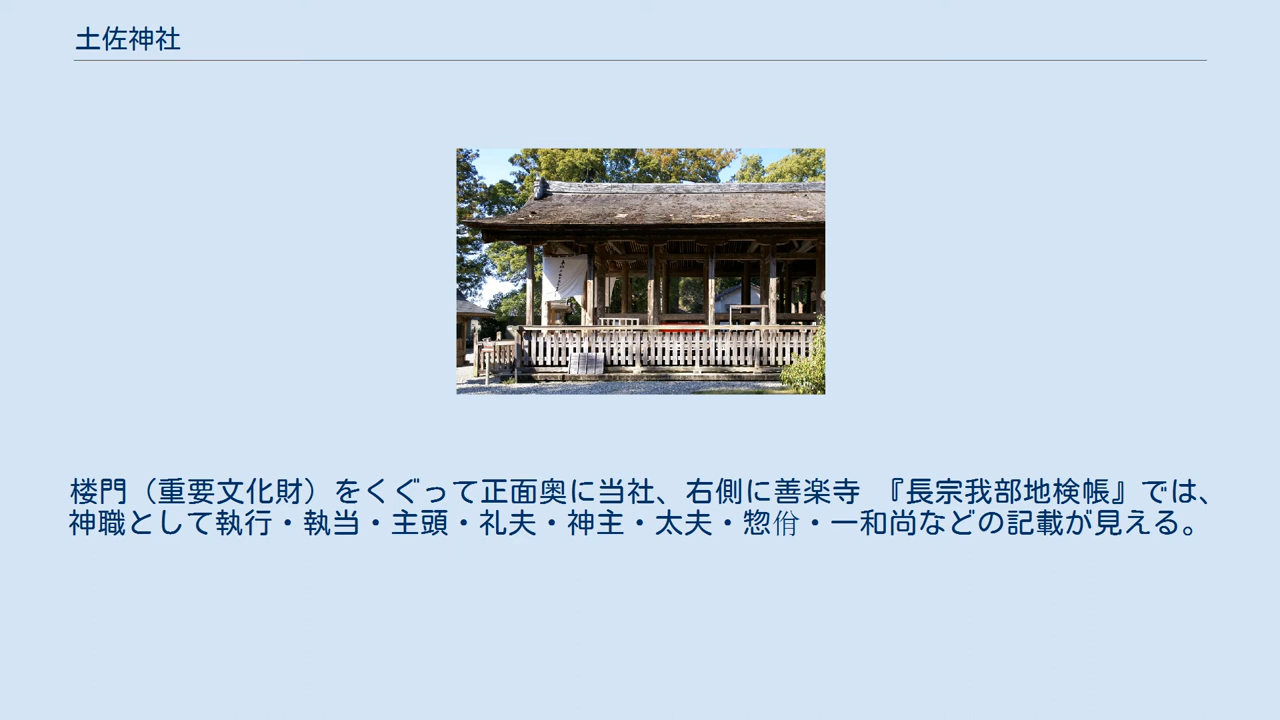 土佐神社
楼門（重要文化財）をくぐって正面奥に当社、右側に善楽寺　『長宗我部地検帳』では、
神職として執行・執当・主頭・礼夫・神主・太夫・惣佾・一和尚などの記載が見える。